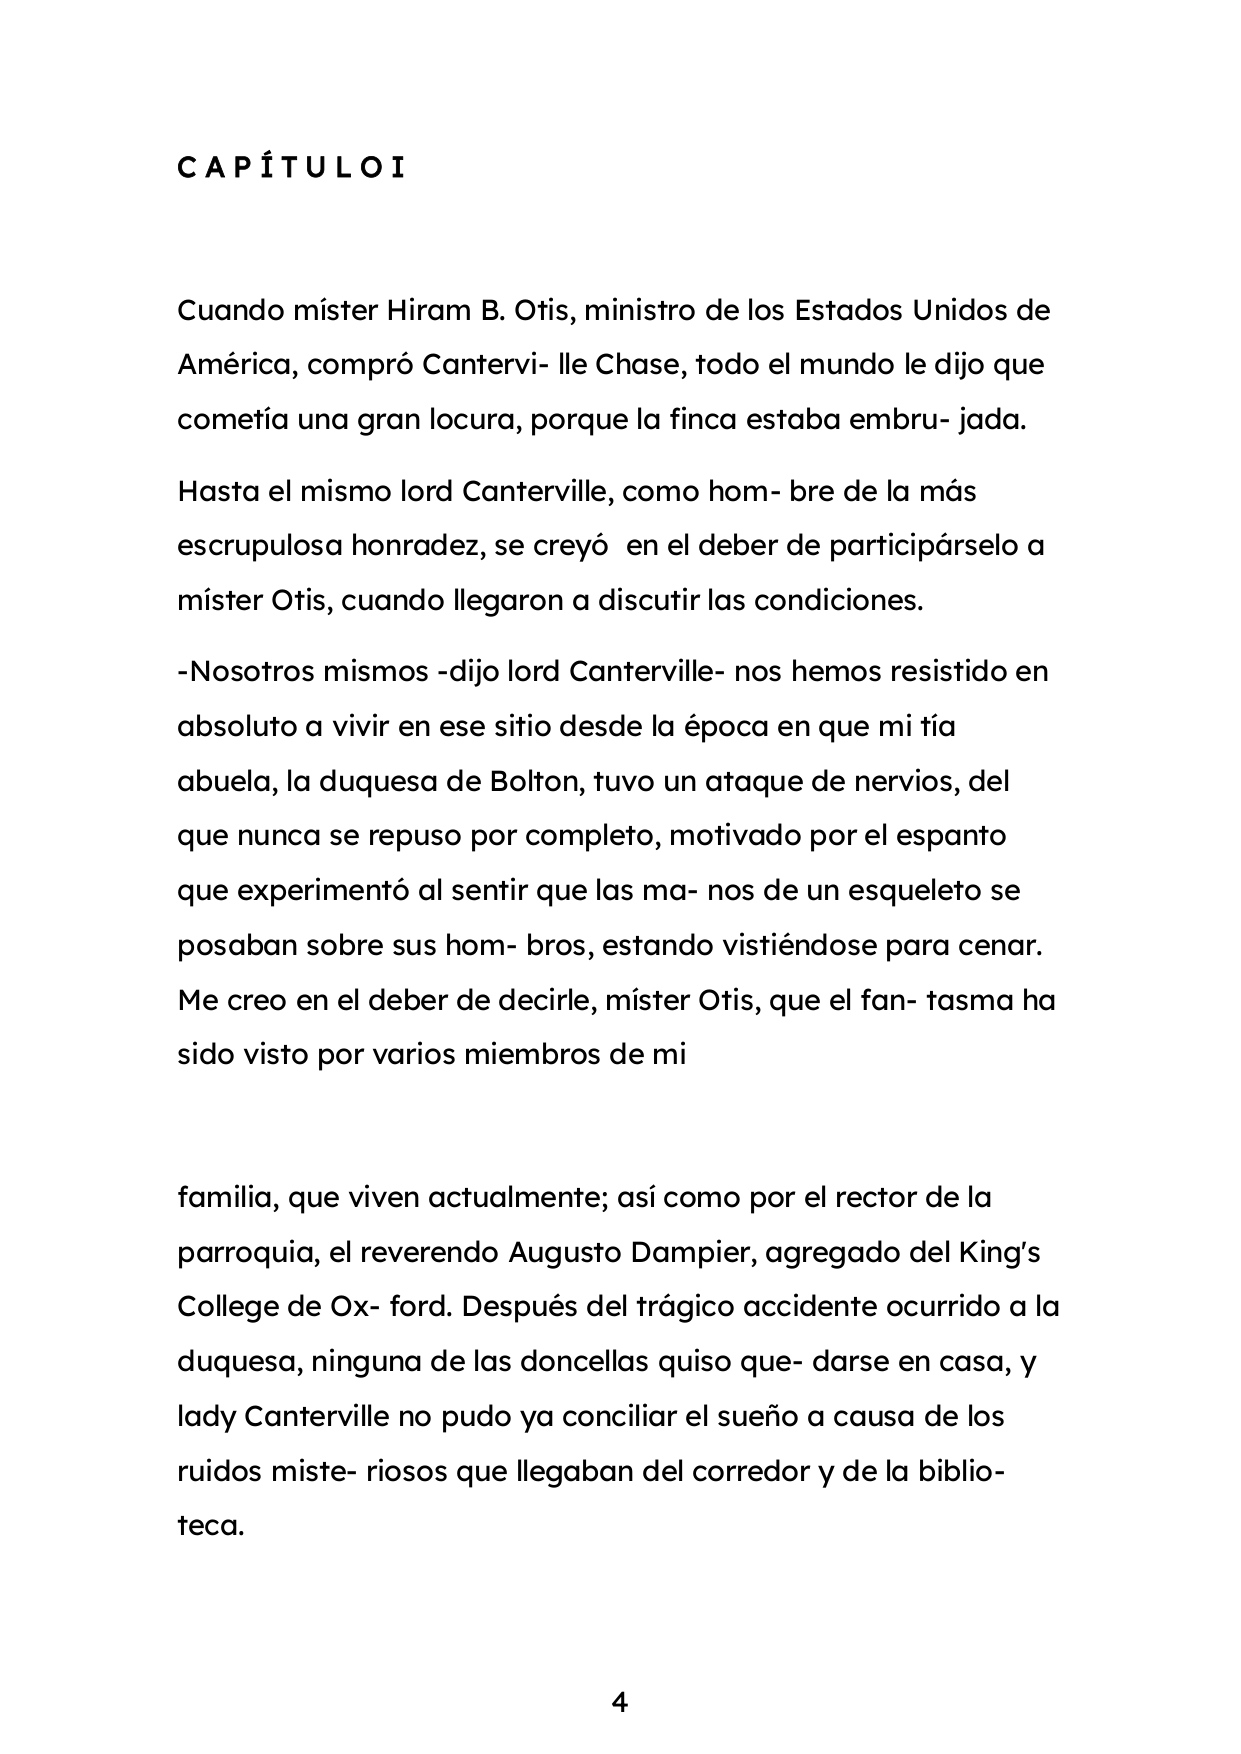 CAPÍTULO I
Cuando míster Hiram B. Otis, ministro de los Estados Unidos de
América, compró Cantervi- lle Chase, todo el mundo le dijo que
cometía una gran locura, porque la finca estaba embru- jada.
Hasta el mismo lord Canterville, como hom- bre de la más
escrupulosa honradez, se creyó  en el deber de participárselo a
míster Otis, cuando llegaron a discutir las condiciones.
-Nosotros mismos -dijo lord Canterville- nos hemos resistido en
absoluto a vivir en ese sitio desde la época en que mi tía
abuela, la duquesa de Bolton, tuvo un ataque de nervios, del
que nunca se repuso por completo, motivado por el espanto
que experimentó al sentir que las ma- nos de un esqueleto se
posaban sobre sus hom- bros, estando vistiéndose para cenar.
Me creo en el deber de decirle, míster Otis, que el fan- tasma ha
sido visto por varios miembros de mi
familia, que viven actualmente; así como por el rector de la
parroquia, el reverendo Augusto Dampier, agregado del King's
College de Ox- ford. Después del trágico accidente ocurrido a la
duquesa, ninguna de las doncellas quiso que- darse en casa, y
lady Canterville no pudo ya conciliar el sueño a causa de los
ruidos miste- riosos que llegaban del corredor y de la biblio-
teca.
4